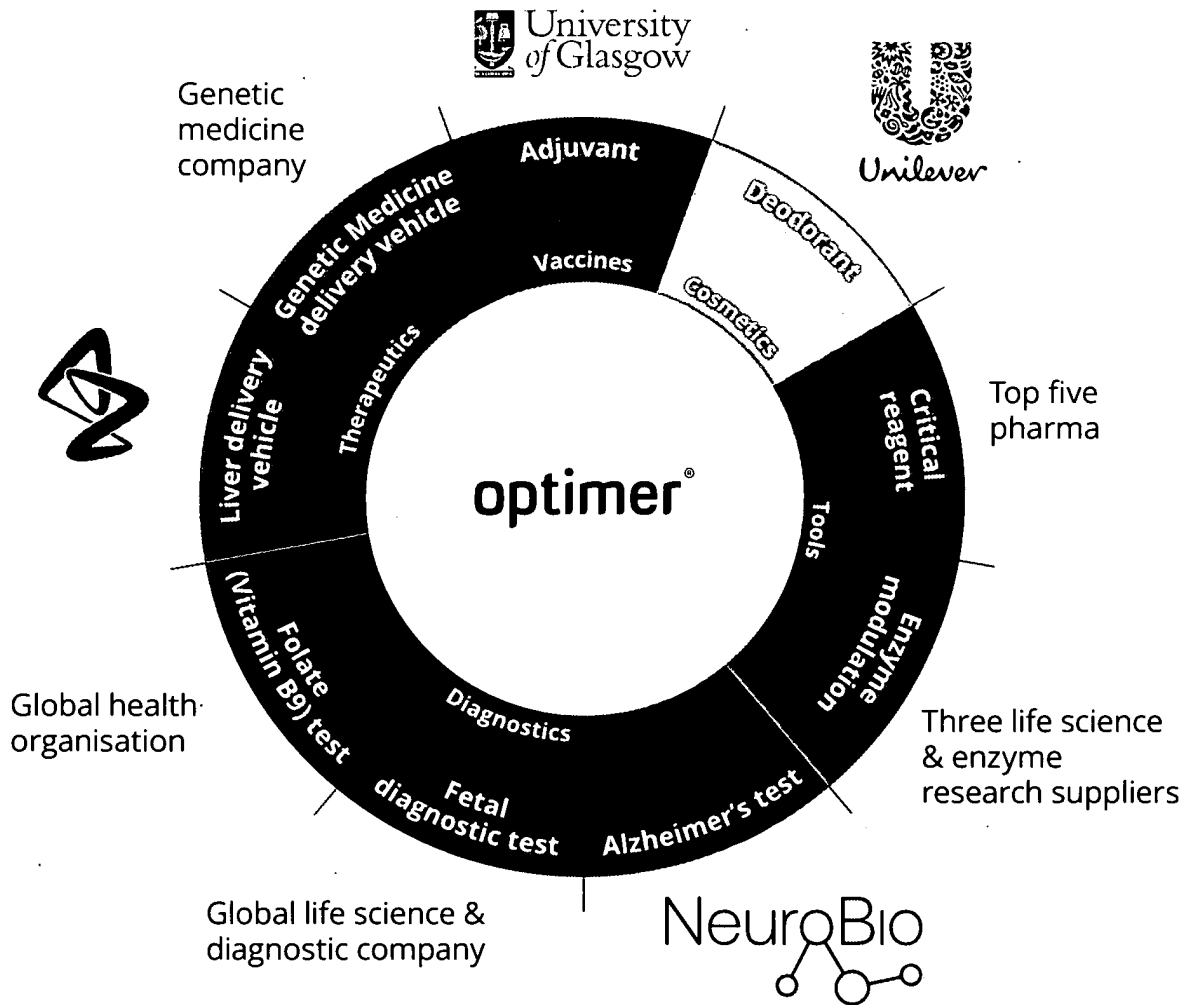 University
of Glasgow
Unilever
Genetic
medicine
company
Adjuvant
Vaccines
Deodorant
Cosmetics
Genetic Medicine
delivery vehicle
Liver delivery
vehicle
Therapeutics
Critical
reagent
Top five
pharma
optimer®
Tools
Enzyme
modulation
Three life science
& enzyme
research suppliers
Folate
(Vitamin B9) test
Diagnostics
Global health
organisation
Fetal
diagnostic test
Alzheimer's test
Global life science &
diagnostic company
NeuroBio